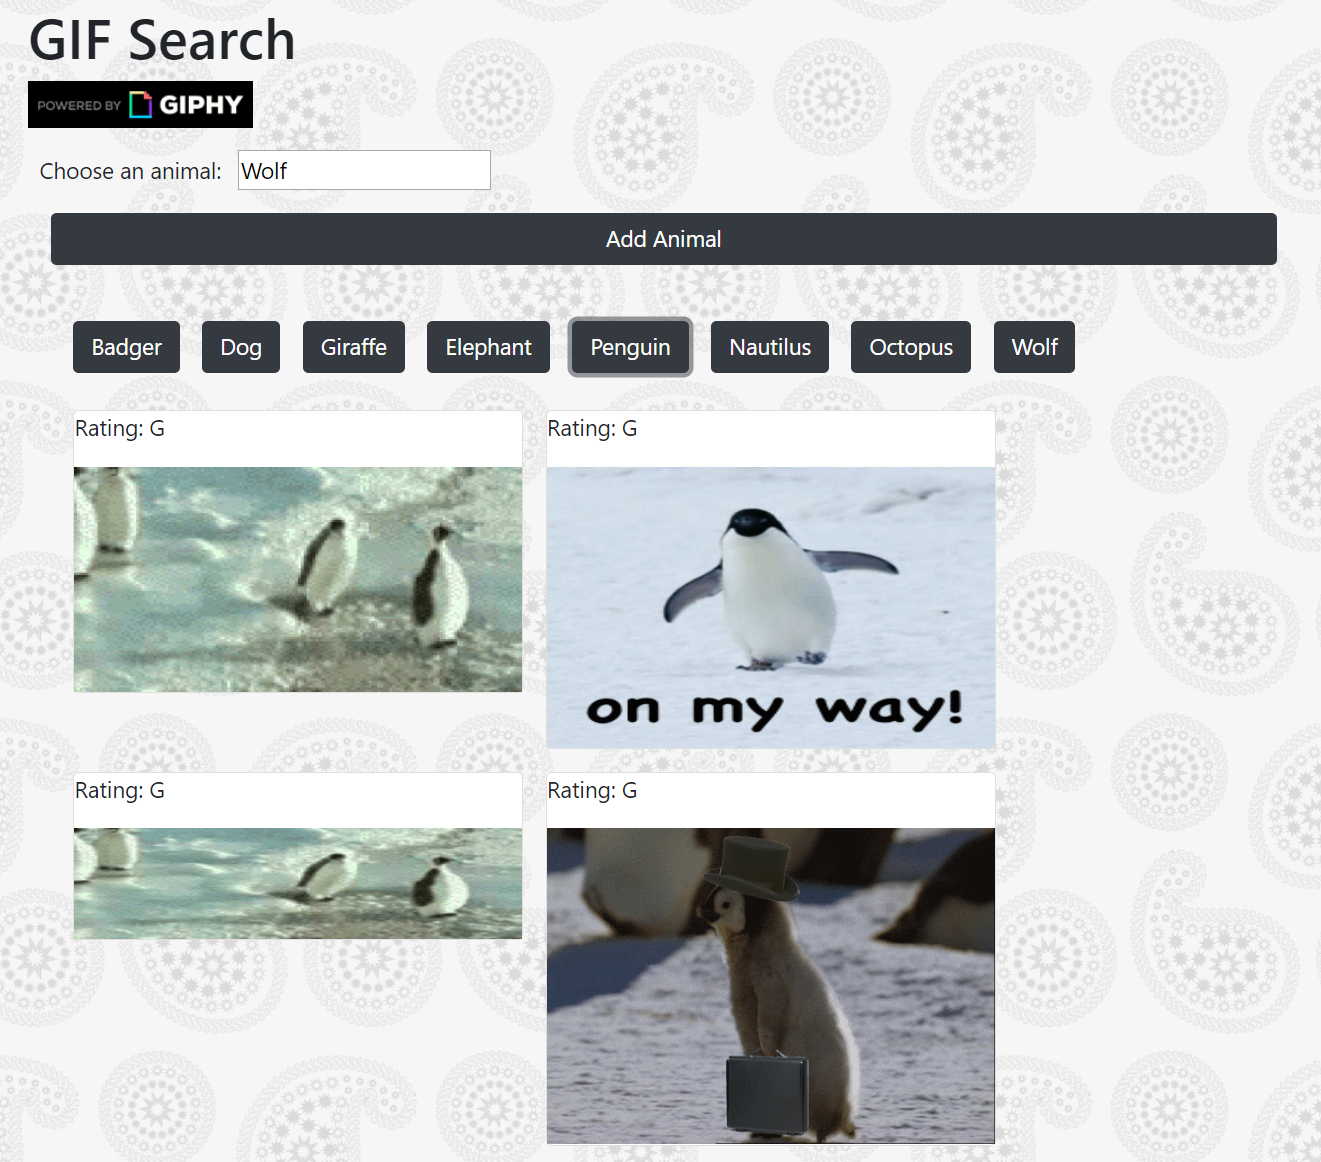 GIF Search
POWERED BY GIPHY
Choose an animal: Wolf
Add Animal
Badger Dog Giraffe Elephant Penguin Nautilus Octopus Wolf
Rating: G Rating: G
on my way!
Rating: G Rating: G